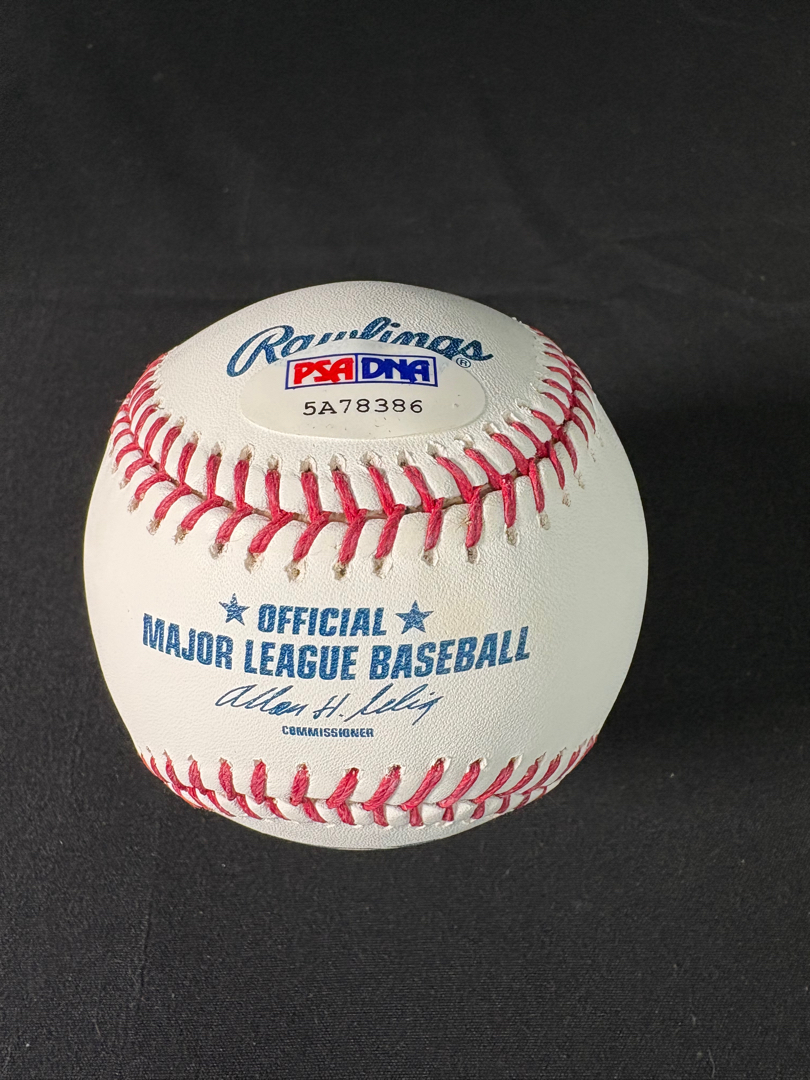 Rawlings ®
PSA DNA
5A78386
★ OFFICIAL ★
MAJOR LEAGUE BASEBALL
Allan H. Selig
COMMISSIONER